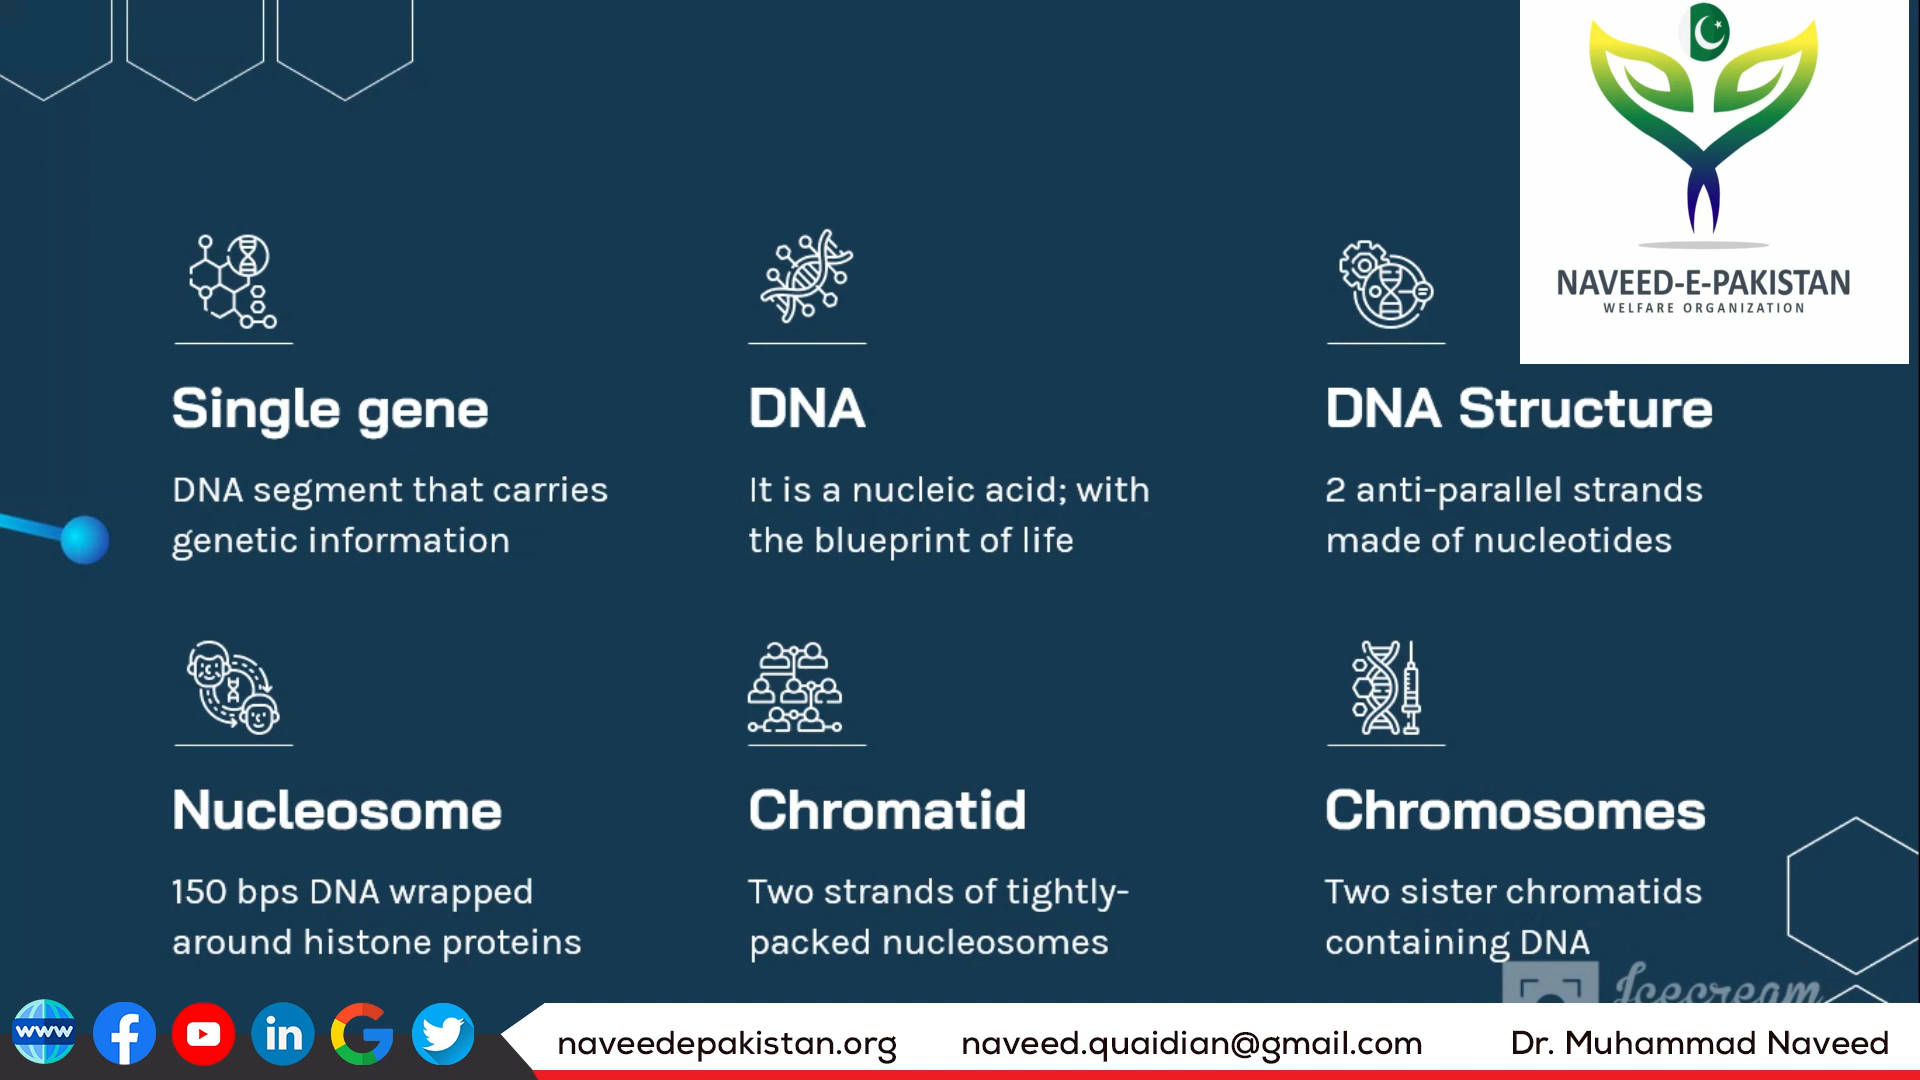 NAVEED-E-PAKISTAN
WELFARE ORGANIZATION
Single gene
DNA segment that carries
genetic information
DNA
It is a nucleic acid; with
the blueprint of life
DNA Structure
2 anti-parallel strands
made of nucleotides
Nucleosome
150 bps DNA wrapped
around histone proteins
Chromatid
Two strands of tightly-
packed nucleosomes
Chromosomes
Two sister chromatids
containing DNA
Icecream
www
in
naveedepakistan.org
naveed.quaidian@gmail.com
Dr. Muhammad Naveed